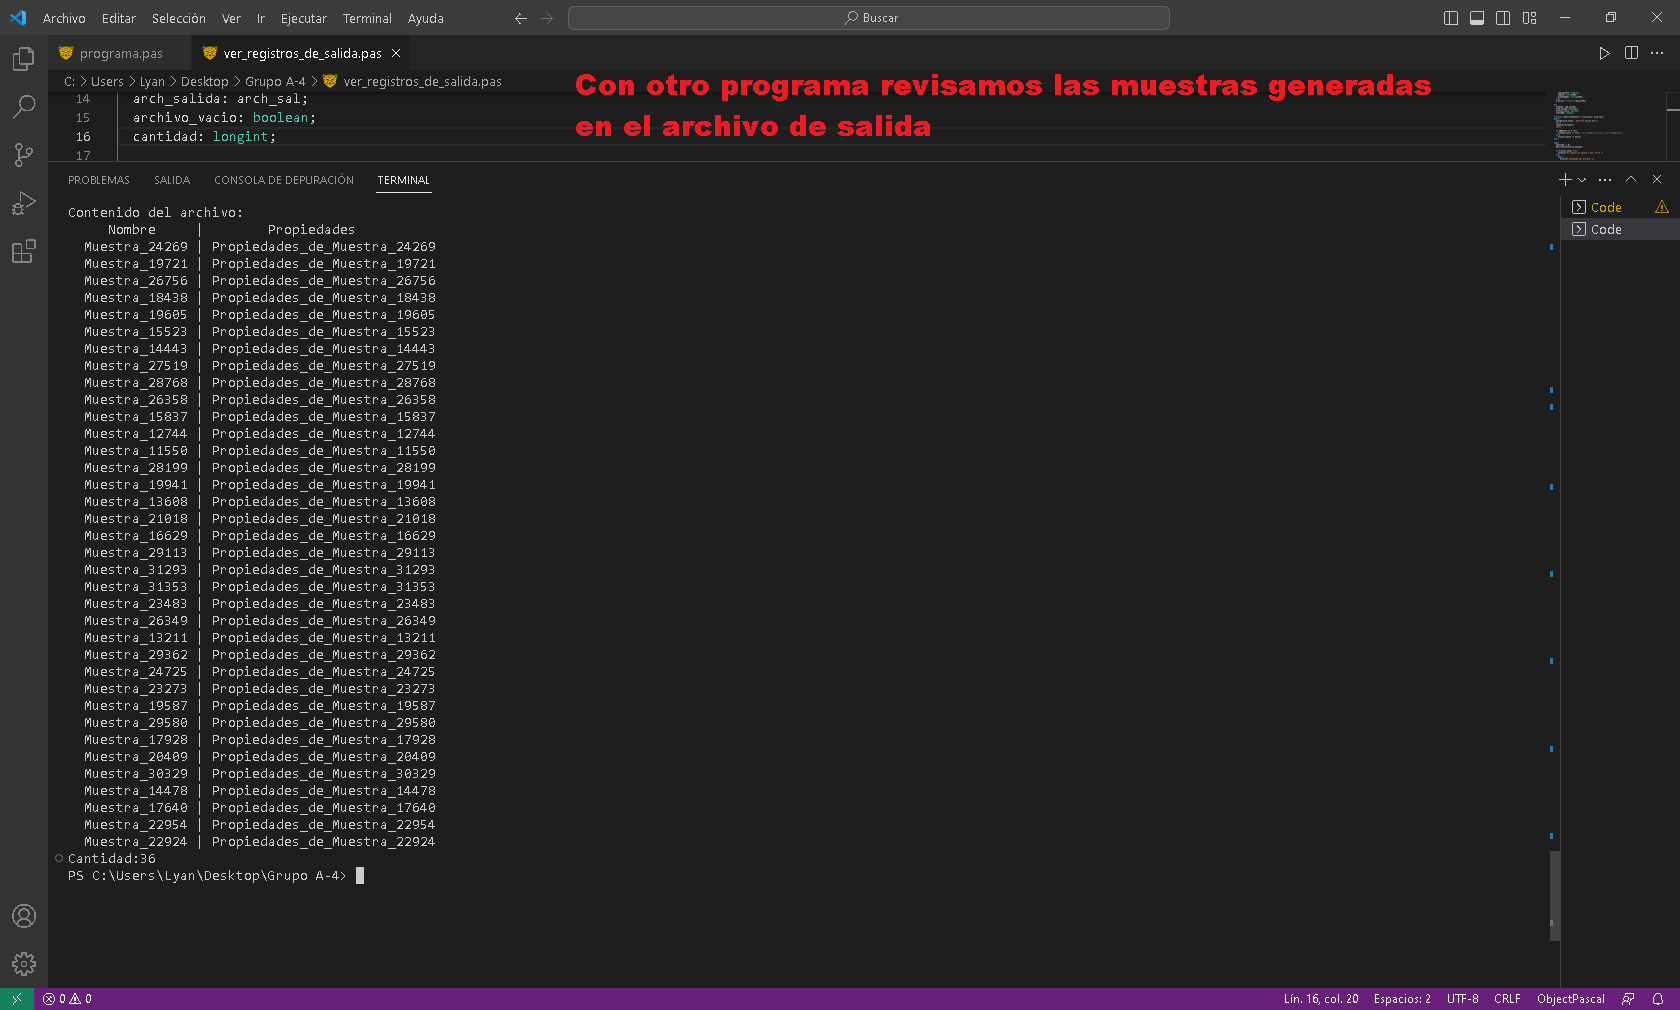 Archivo Editar Selección Ver Ir Ejecutar Terminal Ayuda Buscar
programa.pas ver_registros_de_salida.pas
C: > Users > Lyan > Desktop > Grupo A-4 > ver_registros_de_salida.pas
Con otro programa revisamos las muestras generadas
en el archivo de salida
14 arch_salida: arch_sal;
15 archivo_vacio: boolean;
16 cantidad: longint;
17
PROBLEMAS SALIDA CONSOLA DE DEPURACIÓN TERMINAL
Code
Code
Contenido del archivo:
Nombre | Propiedades
Muestra_24269 | Propiedades_de_Muestra_24269
Muestra_19721 | Propiedades_de_Muestra_19721
Muestra_26756 | Propiedades_de_Muestra_26756
Muestra_18438 | Propiedades_de_Muestra_18438
Muestra_19605 | Propiedades_de_Muestra_19605
Muestra_15523 | Propiedades_de_Muestra_15523
Muestra_14443 | Propiedades_de_Muestra_14443
Muestra_27519 | Propiedades_de_Muestra_27519
Muestra_28768 | Propiedades_de_Muestra_28768
Muestra_26358 | Propiedades_de_Muestra_26358
Muestra_15837 | Propiedades_de_Muestra_15837
Muestra_12744 | Propiedades_de_Muestra_12744
Muestra_11550 | Propiedades_de_Muestra_11550
Muestra_28199 | Propiedades_de_Muestra_28199
Muestra_19941 | Propiedades_de_Muestra_19941
Muestra_13608 | Propiedades_de_Muestra_13608
Muestra_21018 | Propiedades_de_Muestra_21018
Muestra_16629 | Propiedades_de_Muestra_16629
Muestra_29113 | Propiedades_de_Muestra_29113
Muestra_31293 | Propiedades_de_Muestra_31293
Muestra_31353 | Propiedades_de_Muestra_31353
Muestra_23483 | Propiedades_de_Muestra_23483
Muestra_26349 | Propiedades_de_Muestra_26349
Muestra_13211 | Propiedades_de_Muestra_13211
Muestra_29362 | Propiedades_de_Muestra_29362
Muestra_24725 | Propiedades_de_Muestra_24725
Muestra_23273 | Propiedades_de_Muestra_23273
Muestra_19587 | Propiedades_de_Muestra_19587
Muestra_29580 | Propiedades_de_Muestra_29580
Muestra_17928 | Propiedades_de_Muestra_17928
Muestra_20409 | Propiedades_de_Muestra_20409
Muestra_30329 | Propiedades_de_Muestra_30329
Muestra_14478 | Propiedades_de_Muestra_14478
Muestra_17640 | Propiedades_de_Muestra_17640
Muestra_22954 | Propiedades_de_Muestra_22954
Muestra_22924 | Propiedades_de_Muestra_22924
Cantidad:36
PS C:\Users\Lyan\Desktop\Grupo A-4>
0 0 Lín. 16, col. 20 Espacios: 2 UTF-8 CRLF ObjectPascal